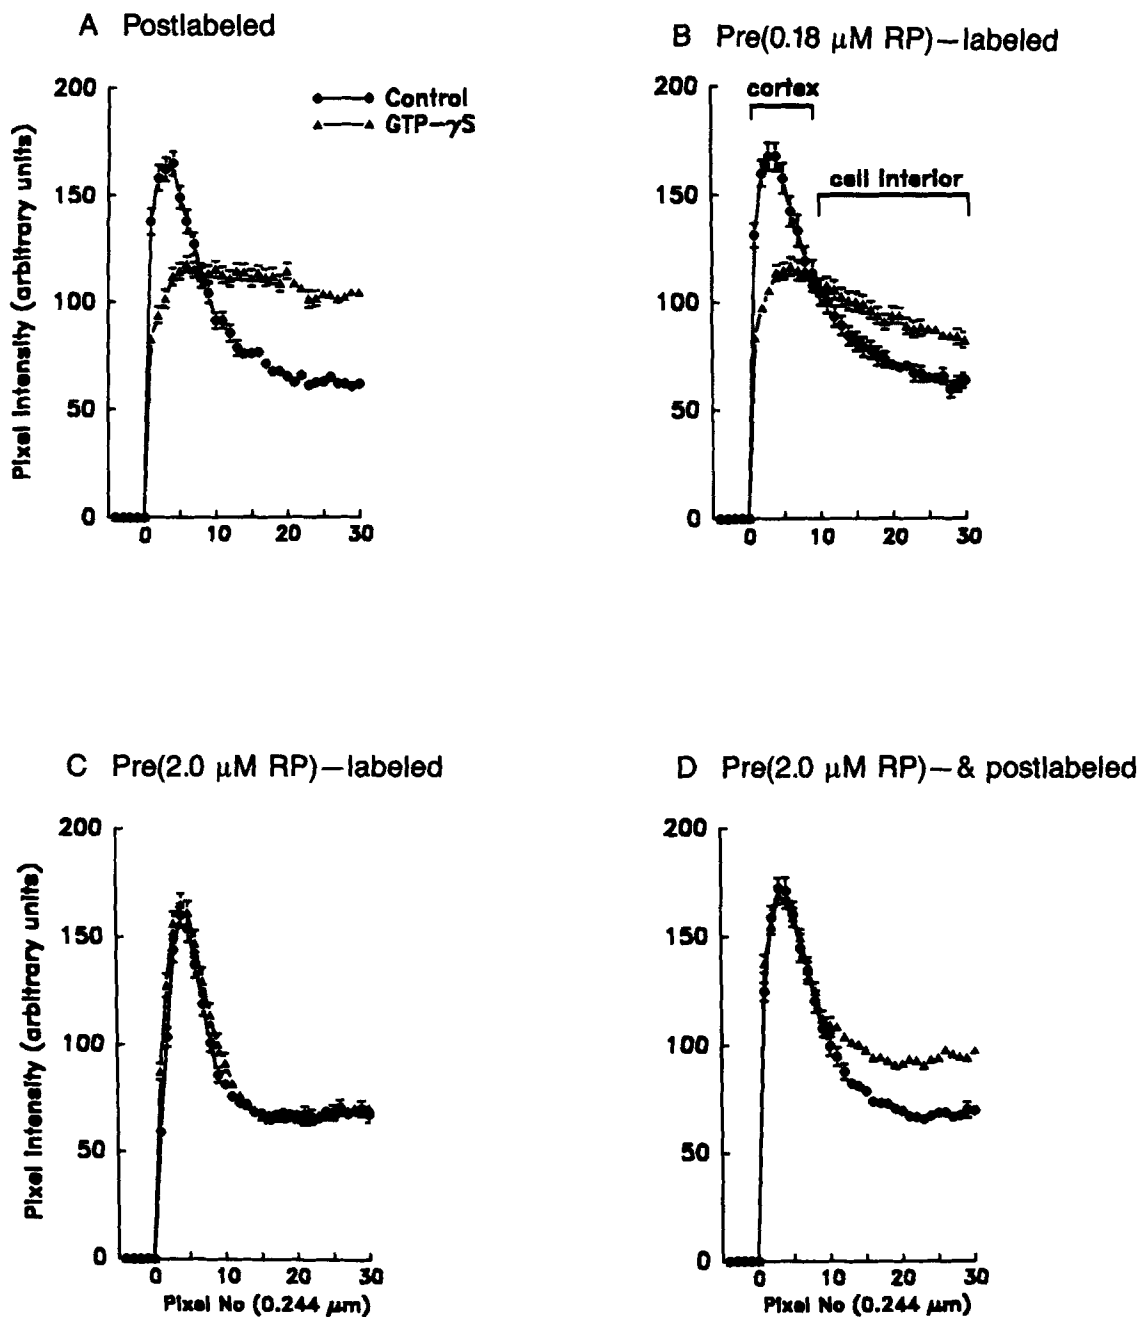 A Postlabeled
200
150
100
50
0
0 10 20 30
Pixel Intensity (arbitrary units)
Control
GTP-γS
B Pre(0.18 μM RP)-labeled
200
150
100
50
0
0 10 20 30
cortex
cell interior
C Pre(2.0 μM RP)-labeled
200
150
100
50
0
0 10 20 30
Pixel Intensity (arbitrary units)
Pixel No (0.244 μm)
D Pre(2.0 μM RP)-& postlabeled
200
150
100
50
0
0 10 20 30
Pixel No (0.244 μm)